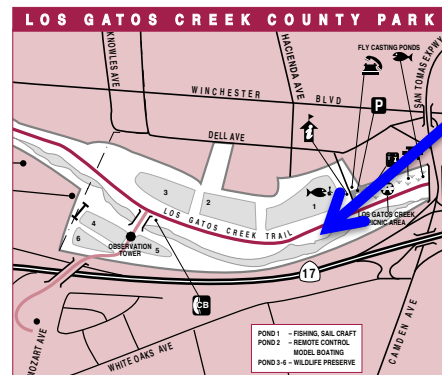 LOS GATOS CREEK COUNTY PARK
KNOWLES AVE
HACIENDA AVE
FLY CASTING PONDS
SAN TOMAS EXPWY
WINCHESTER BLVD
P
DELL AVE
3
2
1
LOS GATOS CREEK TRAIL
LOS GATOS CREEK
PICNIC AREA
4
6
5
OBSERVATION
TOWER
17
CB
MOZART AVE
WHITE OAKS AVE
CAMDEN AVE
POND 1 – FISHING, SAIL CRAFT
POND 2 – REMOTE CONTROL
MODEL BOATING
POND 3-6 – WILDLIFE PRESERVE